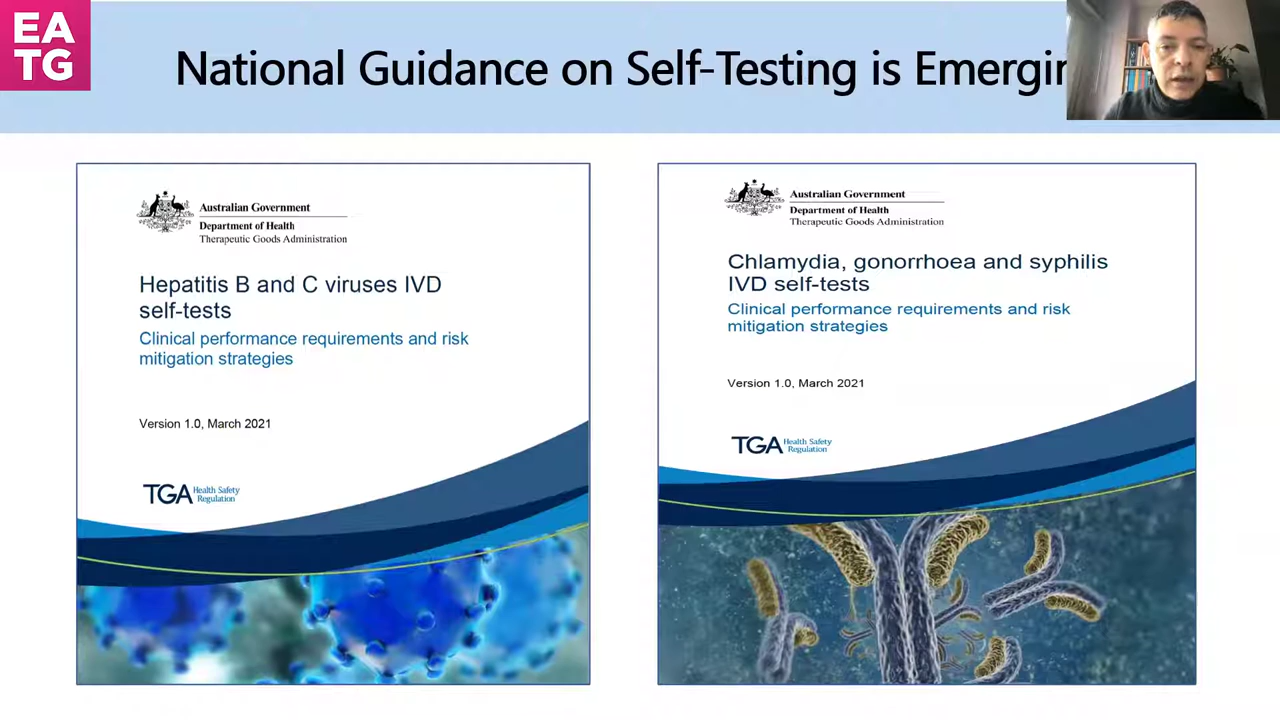 EA
TG
National Guidance on Self-Testing is
Australian Government
Department of Health
Therapeutic Goods Administration
Hepatitis B and C viruses IVD
self-tests
Clinical performance requirements and risk
mitigation strategies
Version 1.0, March 2021
TGA Health Safety
Regulation
Australian Government
Department of Health
Therapeutic Goods Administration
Chlamydia, gonorrhoea and syphilis
IVD self-tests
Clinical performance requirements and risk
mitigation strategies
Version 1.0, March 2021
TGA Health Safety
Regulation